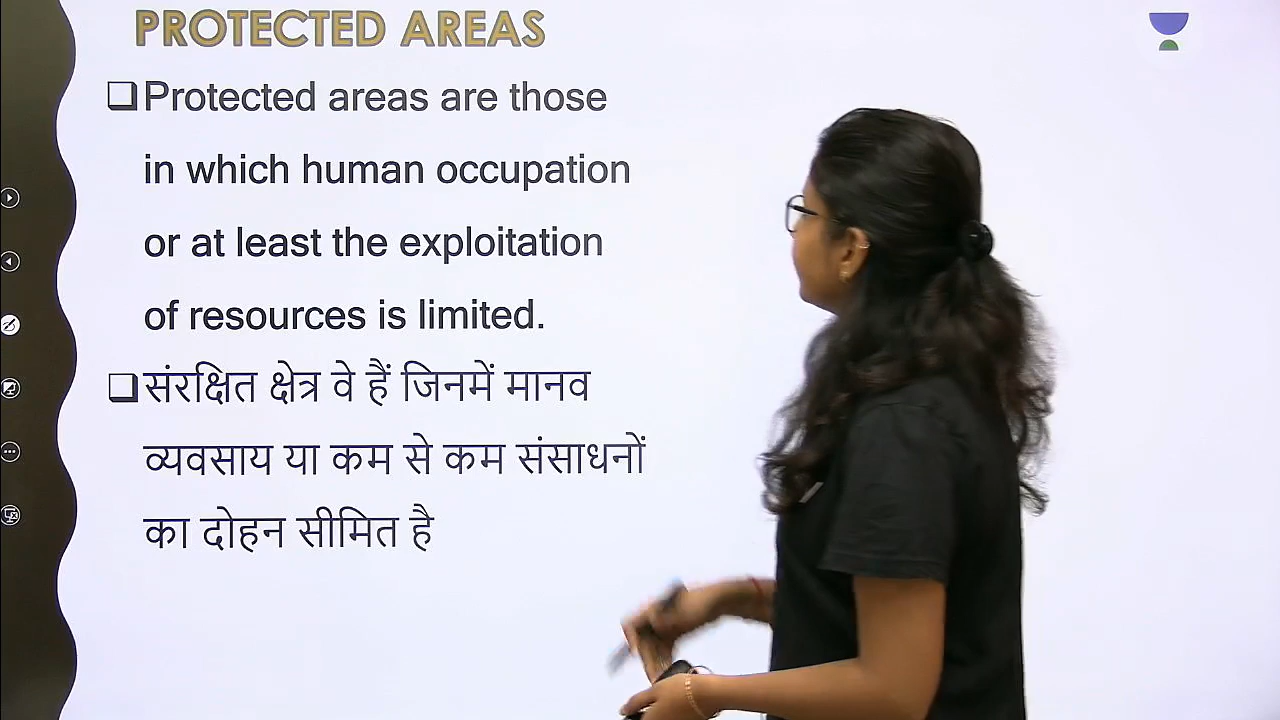 PROTECTED AREAS
❑Protected areas are those
in which human occupation
or at least the exploitation
of resources is limited.
❑संरक्षित क्षेत्र वे हैं जिनमें मानव
व्यवसाय या कम से कम संसाधनों
का दोहन सीमित है